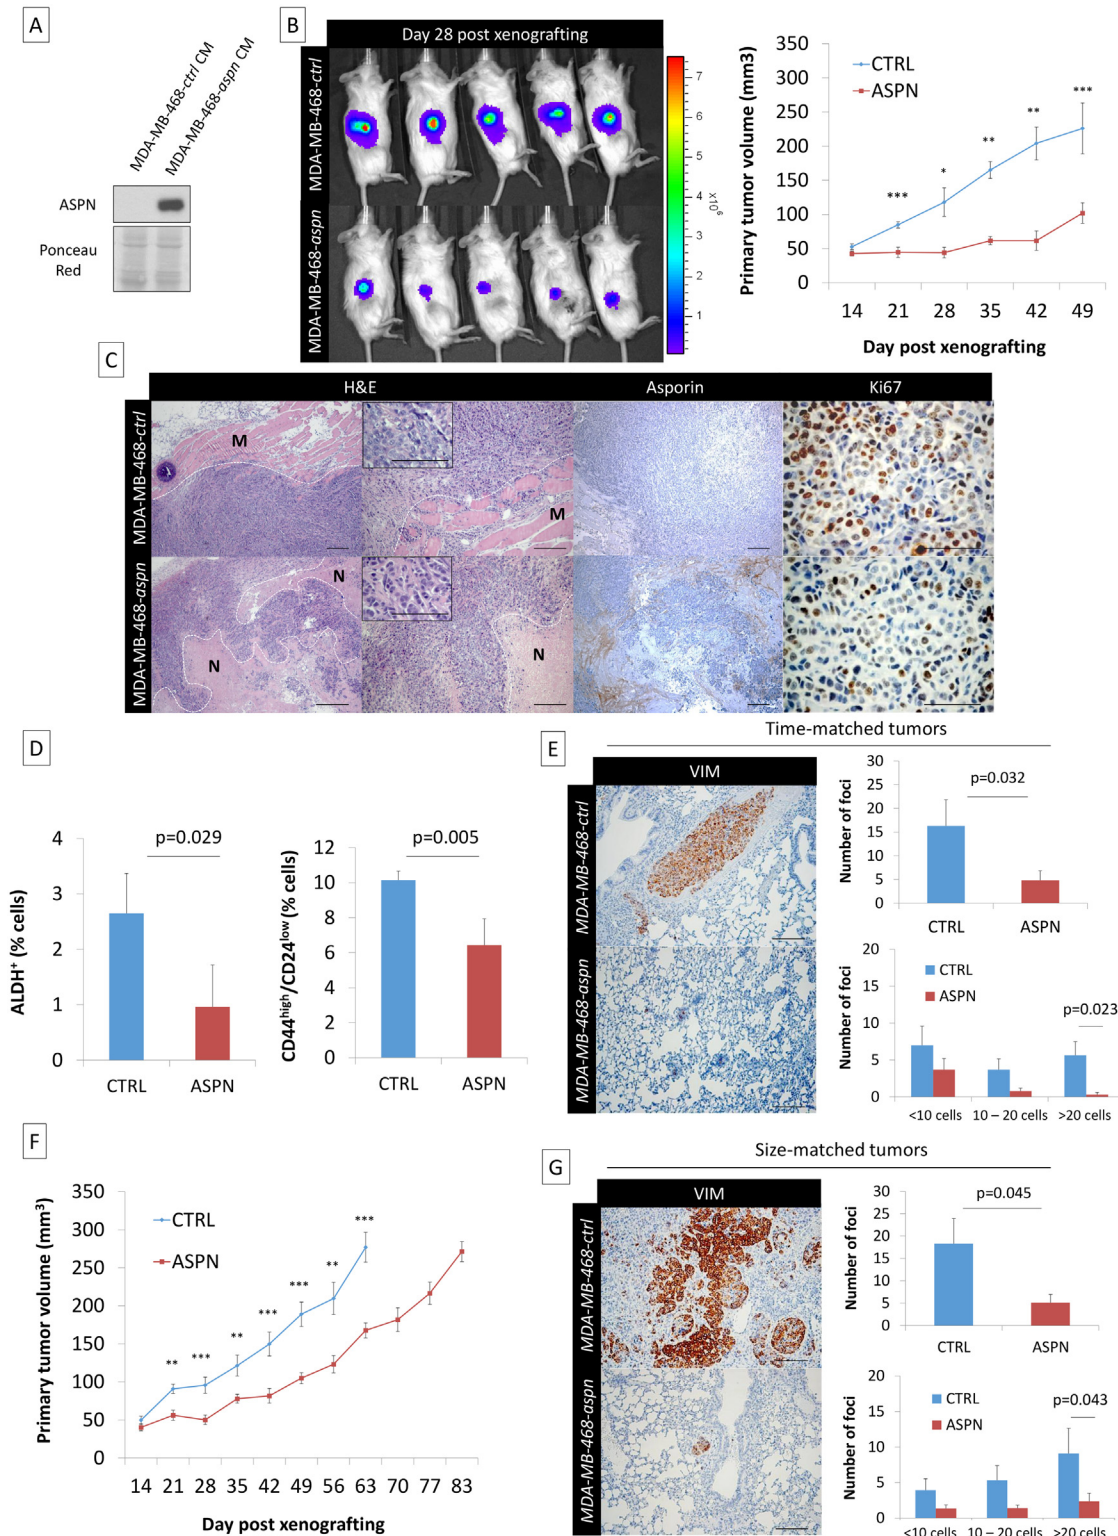 A
MDA-MB-468-ctrl CM
MDA-MB-468-aspn CM
ASPN
Ponceau
Red
B
Day 28 post xenografting
MDA-MB-468-ctrl
MDA-MB-468-aspn
7
6
5
4
3
2
1
x10⁶
Primary tumor volume (mm3)
350
300
250
200
150
100
50
0
CTRL
ASPN
***
*
**
**
***
14 21 28 35 42 49
Day post xenografting
C
H&E Asporin Ki67
MDA-MB-468-ctrl
M
M
MDA-MB-468-aspn
N
N
N
D
ALDH⁺ (% cells)
4
3
2
1
0
p=0.029
CTRL ASPN
CD44ʰⁱᵍʰ/CD24ˡᵒʷ (% cells)
12
10
8
6
4
2
0
p=0.005
CTRL ASPN
E
Time-matched tumors
VIM
MDA-MB-468-ctrl
MDA-MB-468-aspn
Number of foci
30
25
20
15
10
5
0
p=0.032
CTRL ASPN
Number of foci
20
15
10
5
0
CTRL
ASPN
p=0.023
<10 cells 10 – 20 cells >20 cells
F
Primary tumor volume (mm³)
350
300
250
200
150
100
50
0
CTRL
ASPN
**
***
**
***
***
**
***
14 21 28 35 42 49 56 63 70 77 83
Day post xenografting
G
Size-matched tumors
VIM
MDA-MB-468-ctrl
MDA-MB-468-aspn
Number of foci
30
25
20
15
10
5
0
p=0.045
CTRL ASPN
Number of foci
20
15
10
5
0
CTRL
ASPN
p=0.043
<10 cells 10 – 20 cells >20 cells